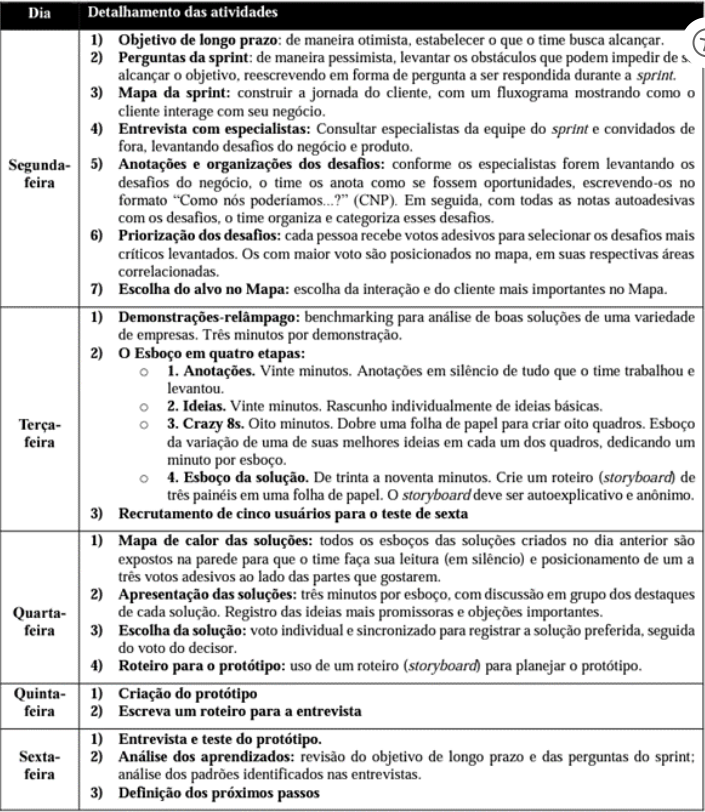 Dia Detalhamento das atividades
1) Objetivo de longo prazo: de maneira otimista, estabelecer o que o time busca alcançar.
2) Perguntas da sprint: de maneira pessimista, levantar os obstáculos que podem impedir de
alcançar o objetivo, reescrevendo em forma de pergunta a ser respondida durante a sprint.
3) Mapa da sprint: construir a jornada do cliente, com um fluxograma mostrando como o
cliente interage com seu negócio.
4) Entrevista com especialistas: Consultar especialistas da equipe do sprint e convidados de
fora, levantando desafios do negócio e produto.
Segunda-
feira
5) Anotações e organizações dos desafios: conforme os especialistas forem levantando os
desafios do negócio, o time os anota como se fossem oportunidades, escrevendo-os no
formato “Como nós poderíamos...?” (CNP). Em seguida, com todas as notas autoadesivas
com os desafios, o time organiza e categoriza esses desafios.
6) Priorização dos desafios: cada pessoa recebe votos adesivos para selecionar os desafios mais
críticos levantados. Os com maior voto são posicionados no mapa, em suas respectivas áreas
correlacionadas.
7) Escolha do alvo no Mapa: escolha da interação e do cliente mais importantes no Mapa.
Terça-
feira
1) Demonstrações-relâmpago: benchmarking para análise de boas soluções de uma variedade
de empresas. Três minutos por demonstração.
2) O Esboço em quatro etapas:
○ 1. Anotações. Vinte minutos. Anotações em silêncio de tudo que o time trabalhou e
levantou.
○ 2. Ideias. Vinte minutos. Rascunho individualmente de ideias básicas.
○ 3. Crazy 8s. Oito minutos. Dobre uma folha de papel para criar oito quadros. Esboço
da variação de uma de suas melhores ideias em cada um dos quadros, dedicando um
minuto por esboço.
○ 4. Esboço da solução. De trinta a noventa minutos. Crie um roteiro (storyboard) de
três painéis em uma folha de papel. O storyboard deve ser autoexplicativo e anônimo.
3) Recrutamento de cinco usuários para o teste de sexta
Quarta-
feira
1) Mapa de calor das soluções: todos os esboços das soluções criados no dia anterior são
expostos na parede para que o time faça sua leitura (em silêncio) e posicionamento de um a
três votos adesivos ao lado das partes que gostarem.
2) Apresentação das soluções: três minutos por esboço, com discussão em grupo dos destaques
de cada solução. Registro das ideias mais promissoras e objeções importantes.
3) Escolha da solução: voto individual e sincronizado para registrar a solução preferida, seguida
do voto do decisor.
4) Roteiro para o protótipo: uso de um roteiro (storyboard) para planejar o protótipo.
Quinta-
feira
1) Criação do protótipo
2) Escreva um roteiro para a entrevista
Sexta-
feira
1) Entrevista e teste do protótipo.
2) Análise dos aprendizados: revisão do objetivo de longo prazo e das perguntas do sprint;
análise dos padrões identificados nas entrevistas.
3) Definição dos próximos passos